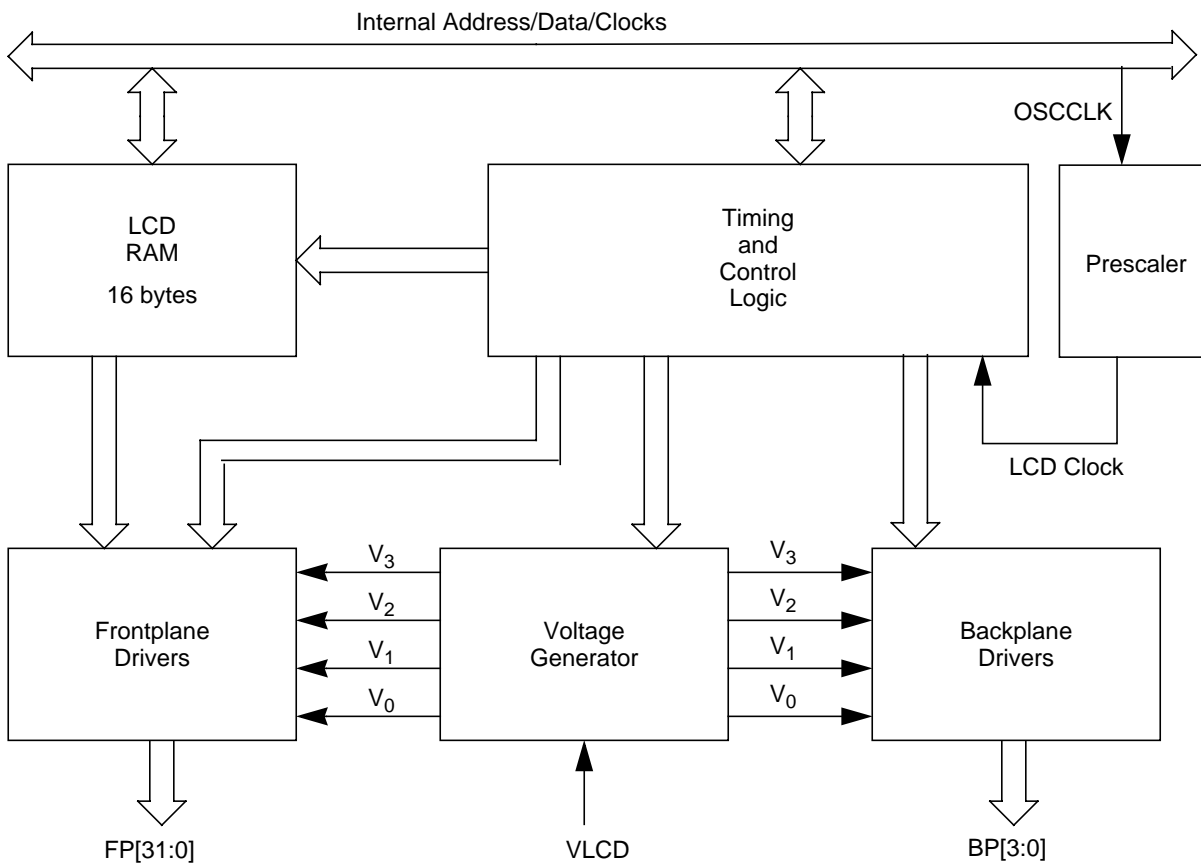 Internal Address/Data/Clocks
OSCCLK
LCD
RAM
16 bytes
Timing
and
Control
Logic
Prescaler
LCD Clock
V3
V2
V1
V0
V3
V2
V1
V0
Frontplane
Drivers
Voltage
Generator
Backplane
Drivers
FP[31:0]
VLCD
BP[3:0]